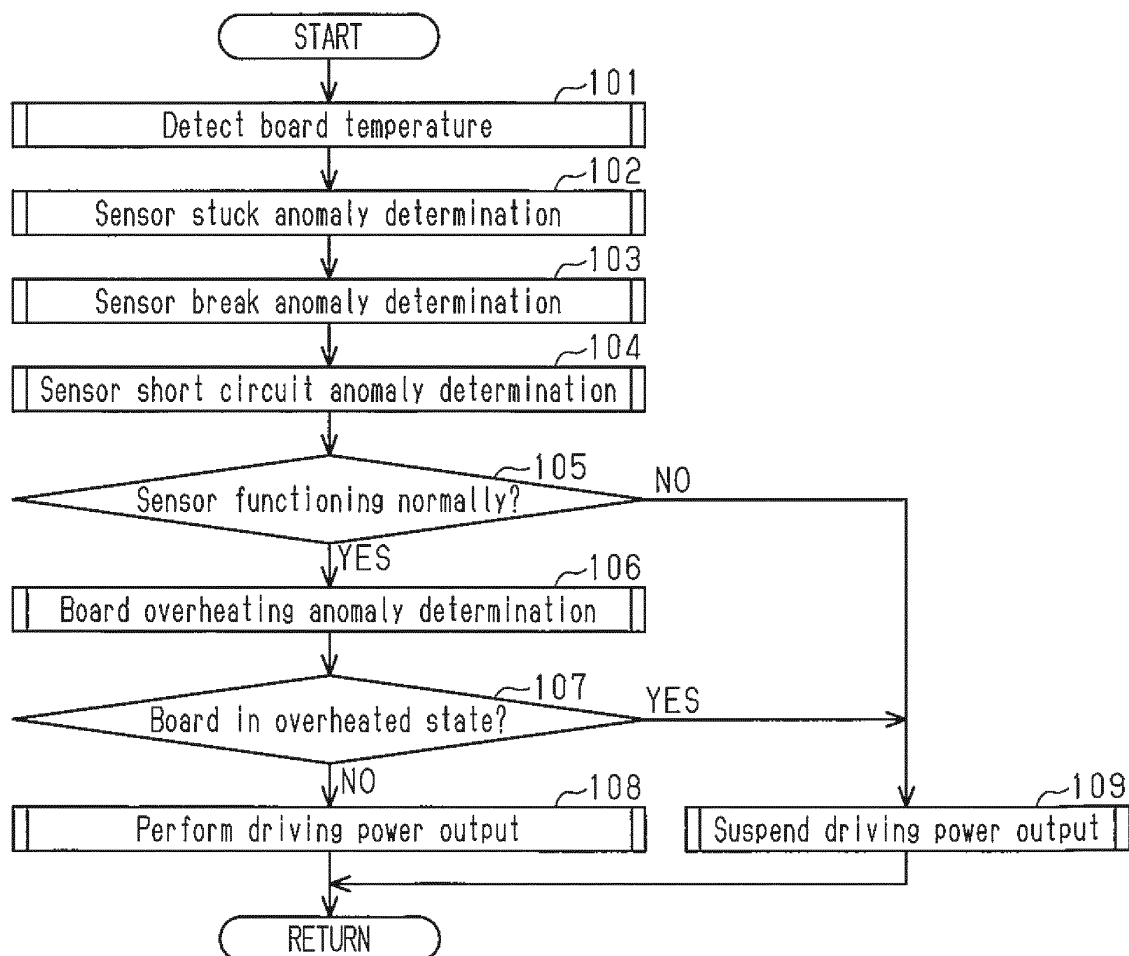 START
101
Detect board temperature
102
Sensor stuck anomaly determination
103
Sensor break anomaly determination
104
Sensor short circuit anomaly determination
105
Sensor functioning normally?
NO
YES
106
Board overheating anomaly determination
107
Board in overheated state?
YES
NO
108
Perform driving power output
109
Suspend driving power output
RETURN